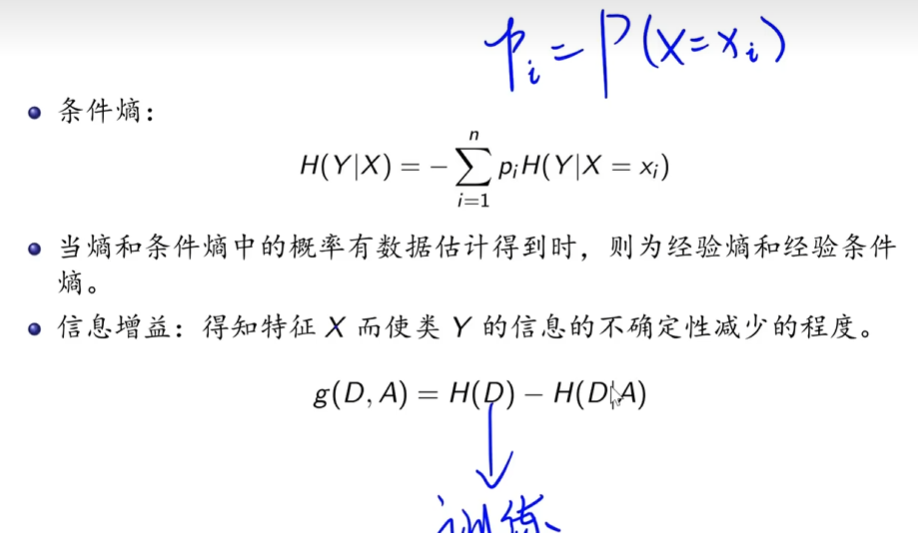 p_i = P(X=x_i)
• 条件熵：
H(Y|X) = − ∑_{i=1}^{n} p_i H(Y|X = x_i)
• 当熵和条件熵中的概率有数据估计得到时，则为经验熵和经验条件
熵。
• 信息增益：得知特征 X 而使类 Y 的信息的不确定性减少的程度。
g(D, A) = H(D) − H(D|A)
训练